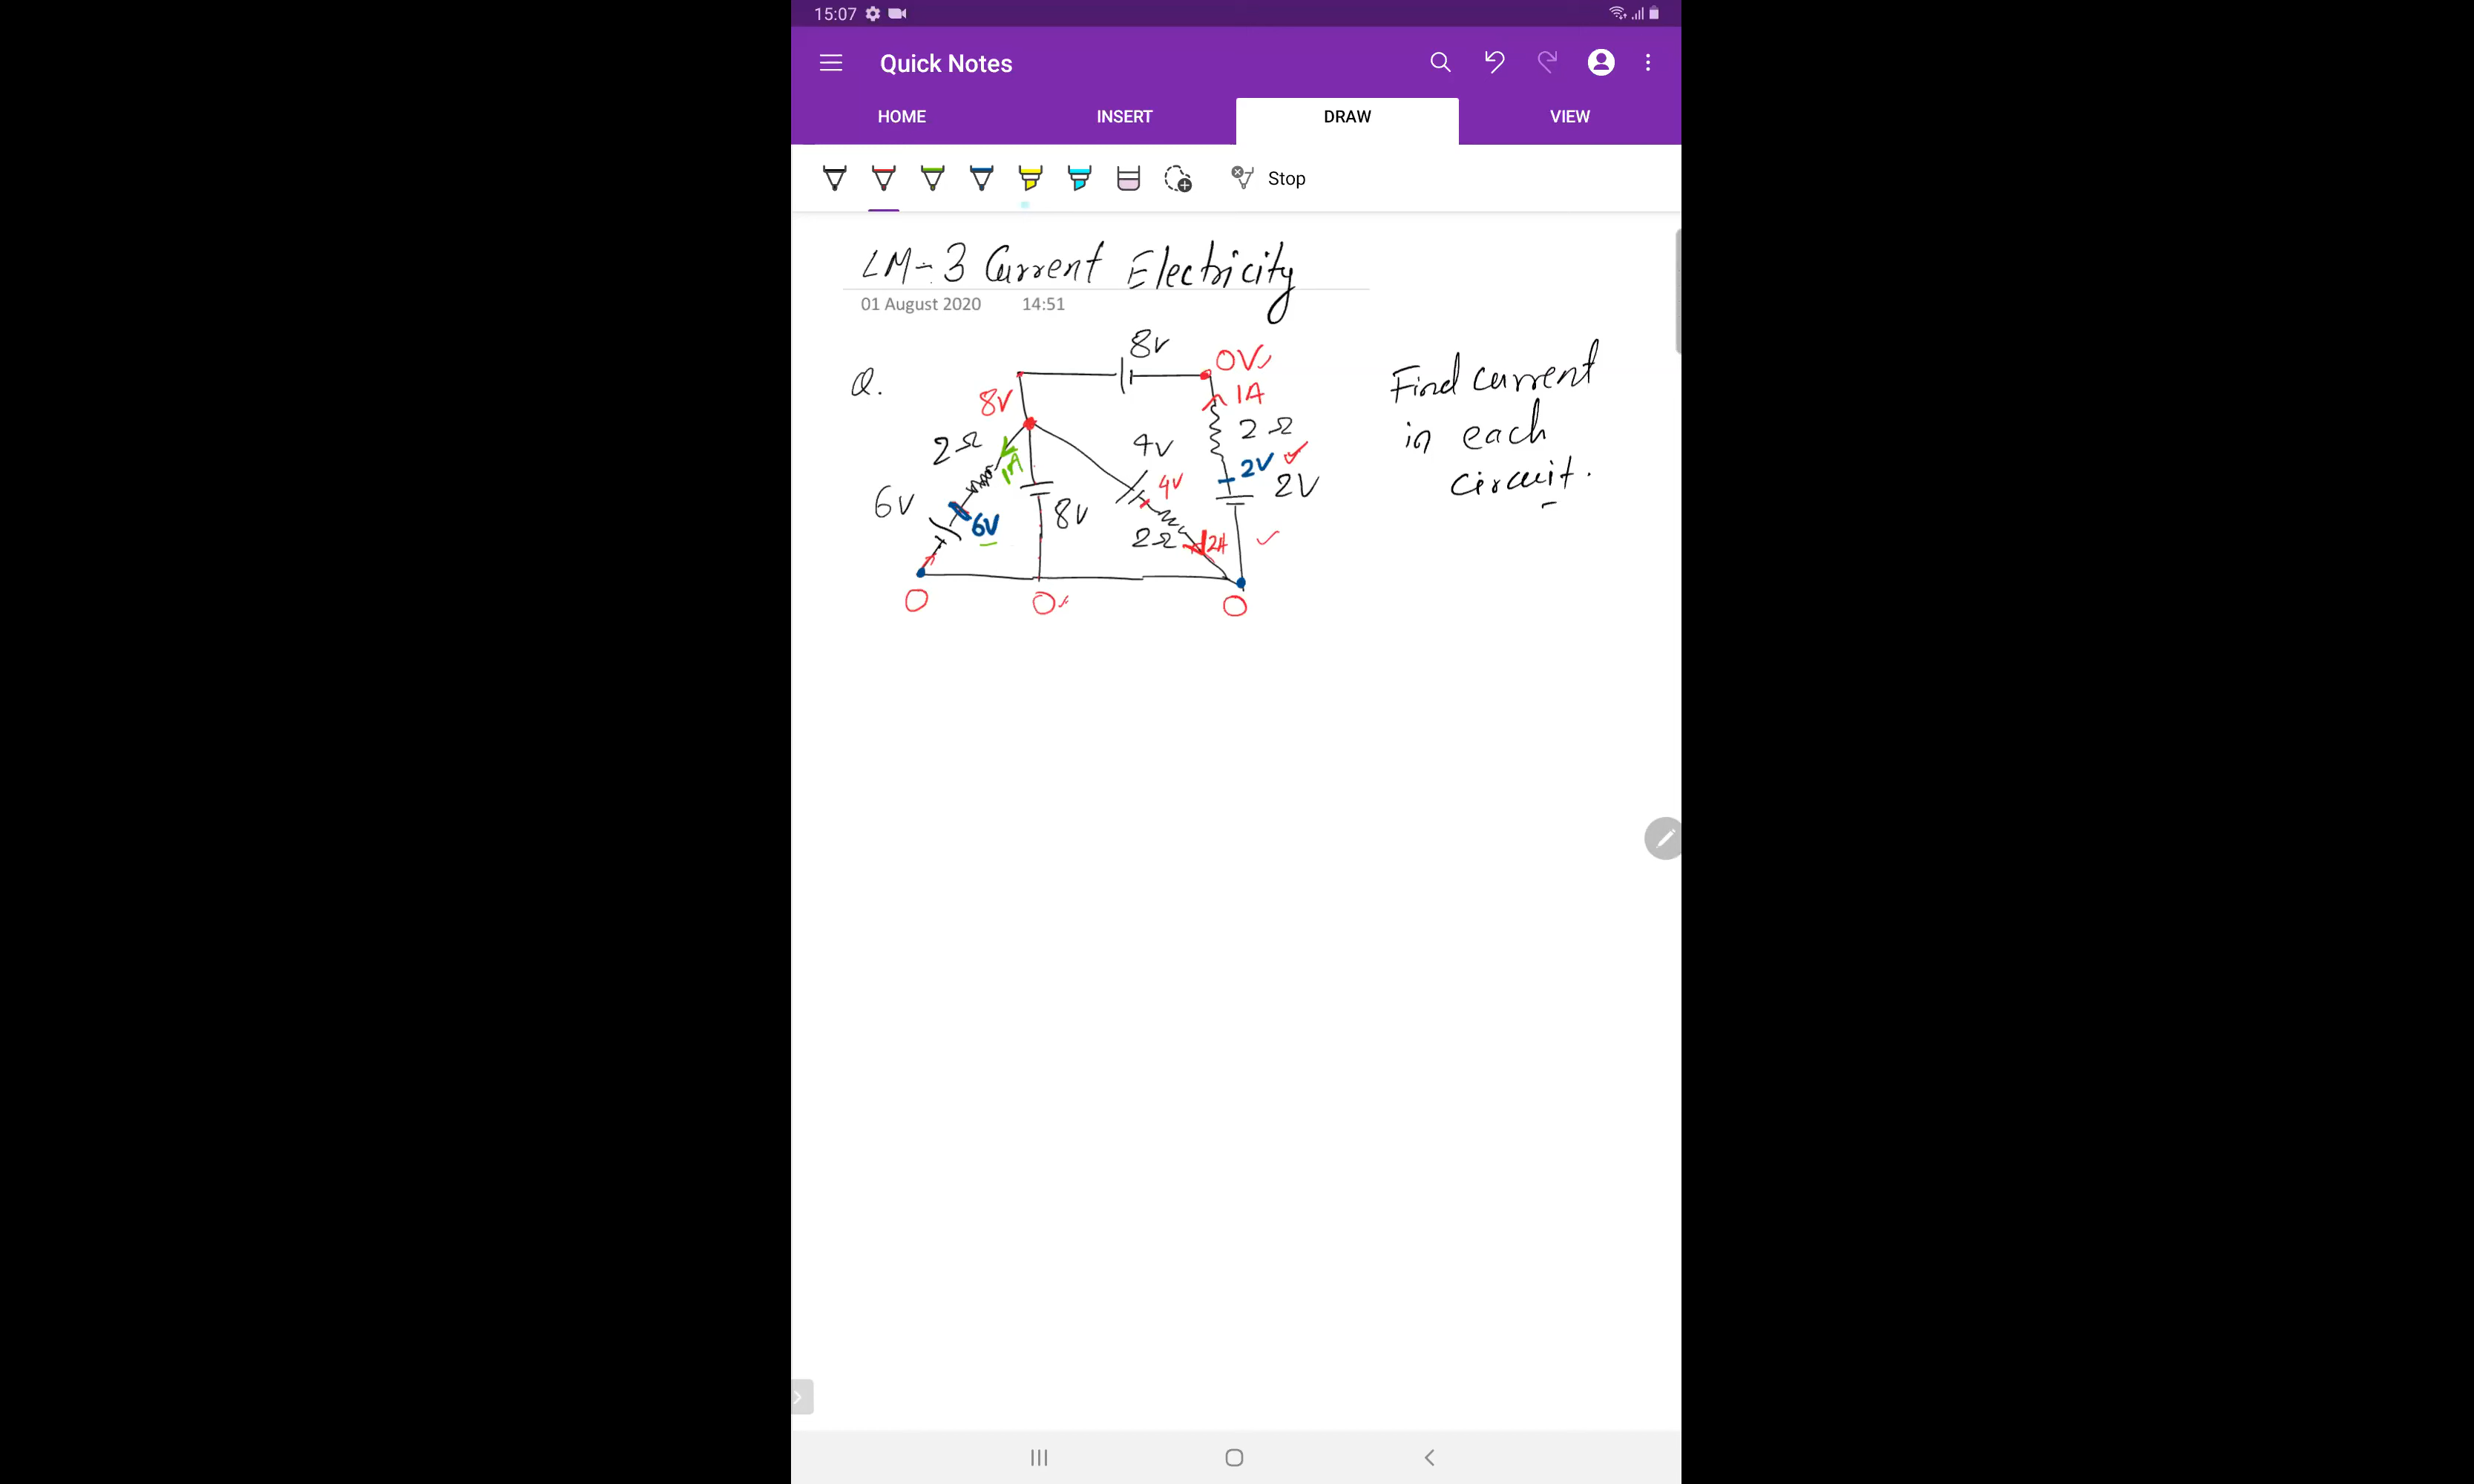 15:07
Quick Notes
HOME INSERT DRAW VIEW
Stop
LM-3 Current Electricity
01 August 2020 14:51
Q.
8V
0V
8V
1A
Find current
in each
circuit.
2Ω
4V
2Ω
1A
2V
4V
2V
6V
6V
8V
2Ω
2A
0
0
0